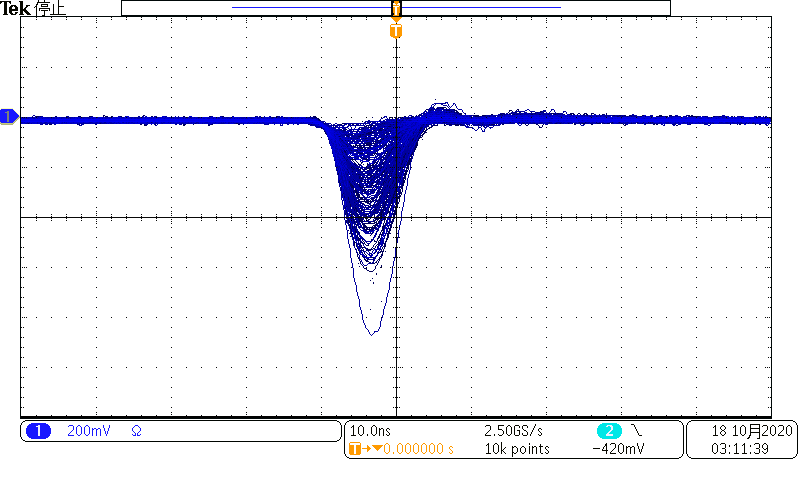 Tek 停止
T
T
1
1 200mV Ω
10.0ns 2.50GS/s 2
T→▼0.000000 s 10k points −420mV
18 10月2020
03:11:39